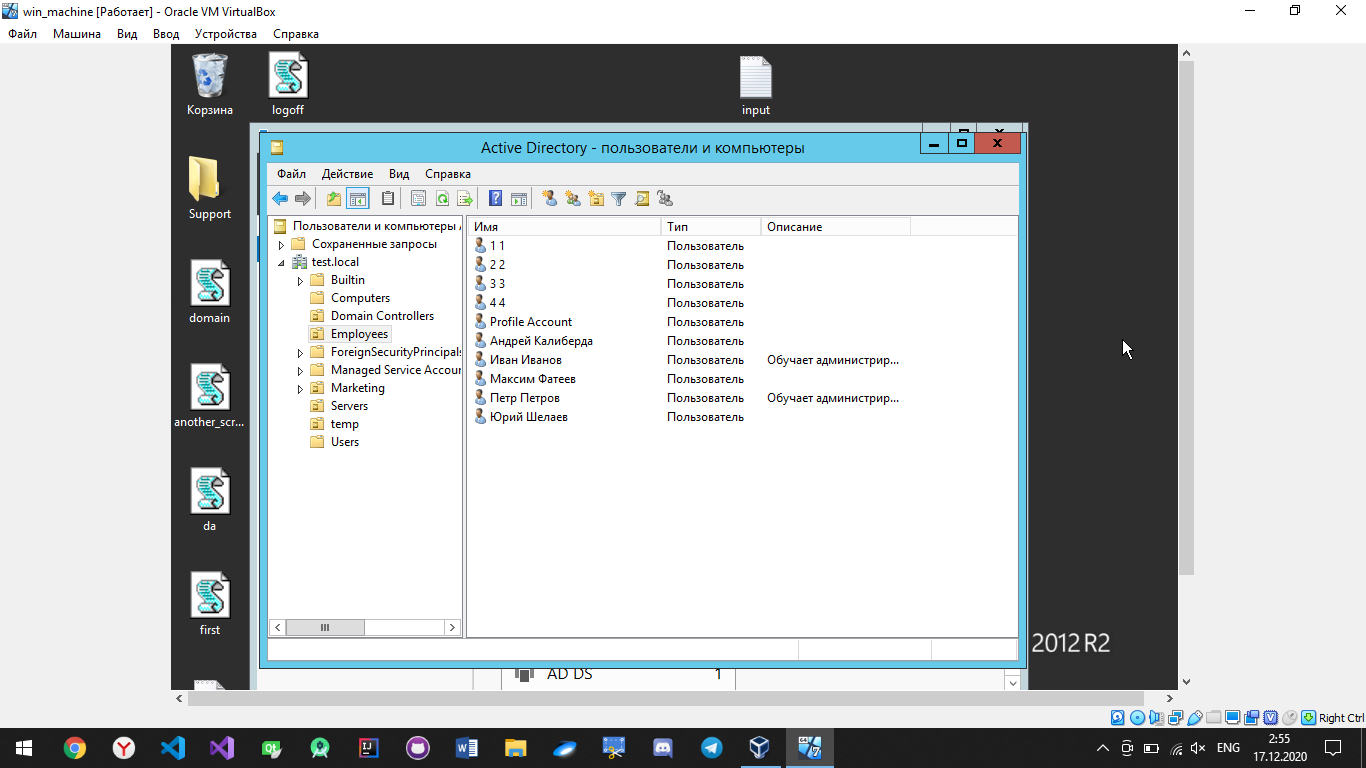 win_machine [Работает] - Oracle VM VirtualBox
Файл Машина Вид Ввод Устройства Справка
Корзина
logoff
input
Support
domain
another_scr...
da
first
Active Directory - пользователи и компьютеры
Файл Действие Вид Справка
Пользователи и компьютеры
Сохраненные запросы
test.local
Builtin
Computers
Domain Controllers
Employees
ForeignSecurityPrincipals
Managed Service Accour
Marketing
Servers
temp
Users
Имя Тип Описание
1 1 Пользователь
2 2 Пользователь
3 3 Пользователь
4 4 Пользователь
Profile Account Пользователь
Андрей Калиберда Пользователь
Иван Иванов Пользователь Обучает администрир...
Максим Фатеев Пользователь
Петр Петров Пользователь Обучает администрир...
Юрий Шелаев Пользователь
AD DS 1
2012 R2
Right Ctrl
ENG
2:55
17.12.2020